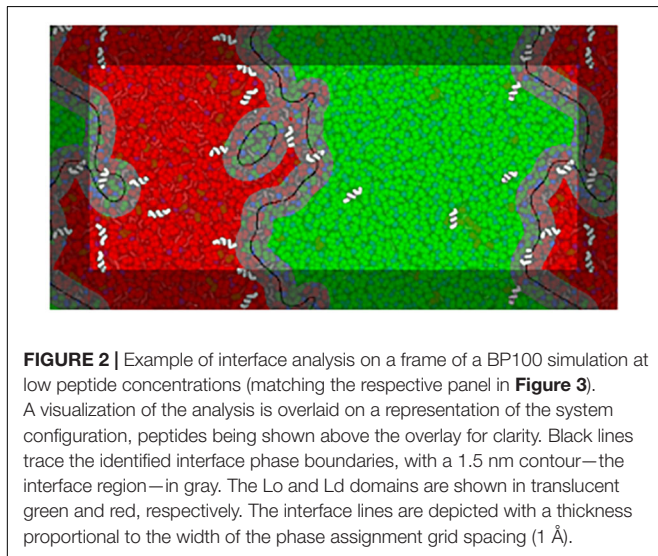 FIGURE 2 | Example of interface analysis on a frame of a BP100 simulation at
low peptide concentrations (matching the respective panel in Figure 3).
A visualization of the analysis is overlaid on a representation of the system
configuration, peptides being shown above the overlay for clarity. Black lines
trace the identified interface phase boundaries, with a 1.5 nm contour—the
interface region—in gray. The Lo and Ld domains are shown in translucent
green and red, respectively. The interface lines are depicted with a thickness
proportional to the width of the phase assignment grid spacing (1 Å).